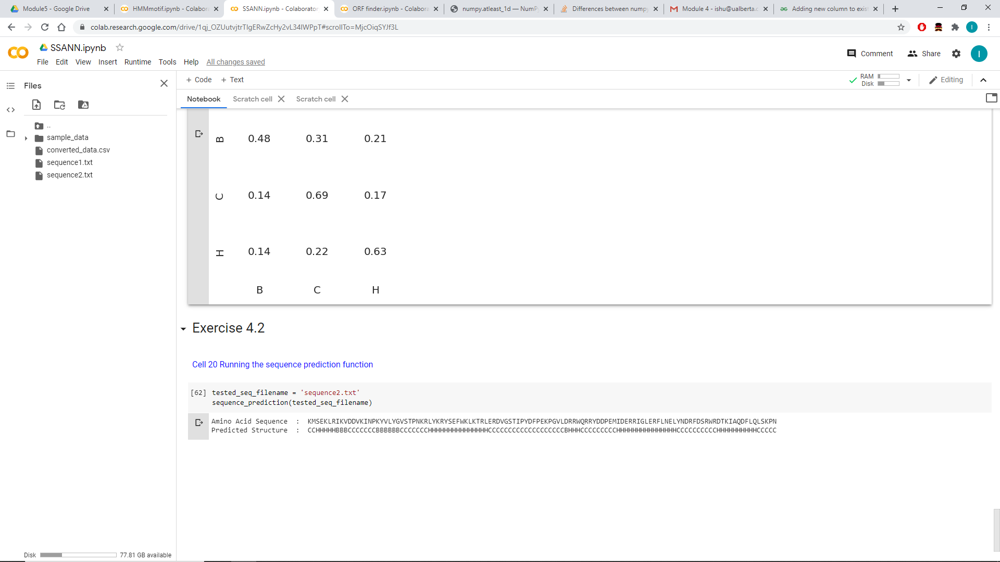 Module5 - Google Drive
HMMmotif.ipynb - Colabora
SSANN.ipynb - Colaborator
ORF finder.ipynb - Colabora
numpy.atleast_1d — NumP
Differences between numpy
Module 4 - ishu@ualberta.c
Adding new column to exis
colab.research.google.com/drive/1qj_OZUutvjtrTIgERwZcHy2vL34lWPpT#scrollTo=MjcOiqSYJf3L
I
SSANN.ipynb
File Edit View Insert Runtime Tools Help All changes saved
Comment Share I
Files
+ Code + Text
RAM
Disk
Editing
Notebook Scratch cell Scratch cell
..
sample_data
converted_data.csv
sequence1.txt
sequence2.txt
B 0.48 0.31 0.21
C 0.14 0.69 0.17
H 0.14 0.22 0.63
B C H
Exercise 4.2
Cell 20 Running the sequence prediction function
[62] tested_seq_filename = 'sequence2.txt'
sequence_prediction(tested_seq_filename)
Amino Acid Sequence : KMSEKLRIKVDDVKINPKYVLYGVSTPNKRLYKRYSEFWKLKTRLERDVGSTIPYDFPEKPGVLDRRWQRRYDDPEMIDERRIGLERFLNELYNDRFDSRWRDTKIAQDFLQLSKPN
Predicted Structure : CCHHHHHBBBCCCCCCCBBBBBBCCCCCCCHHHHHHHHHHHHHHHCCCCCCCCCCCCCCCCCCCBHHHCCCCCCCCCHHHHHHHHHHHHHHHCCCCCCCCCCHHHHHHHHHHCCCCC
Disk 77.81 GB available